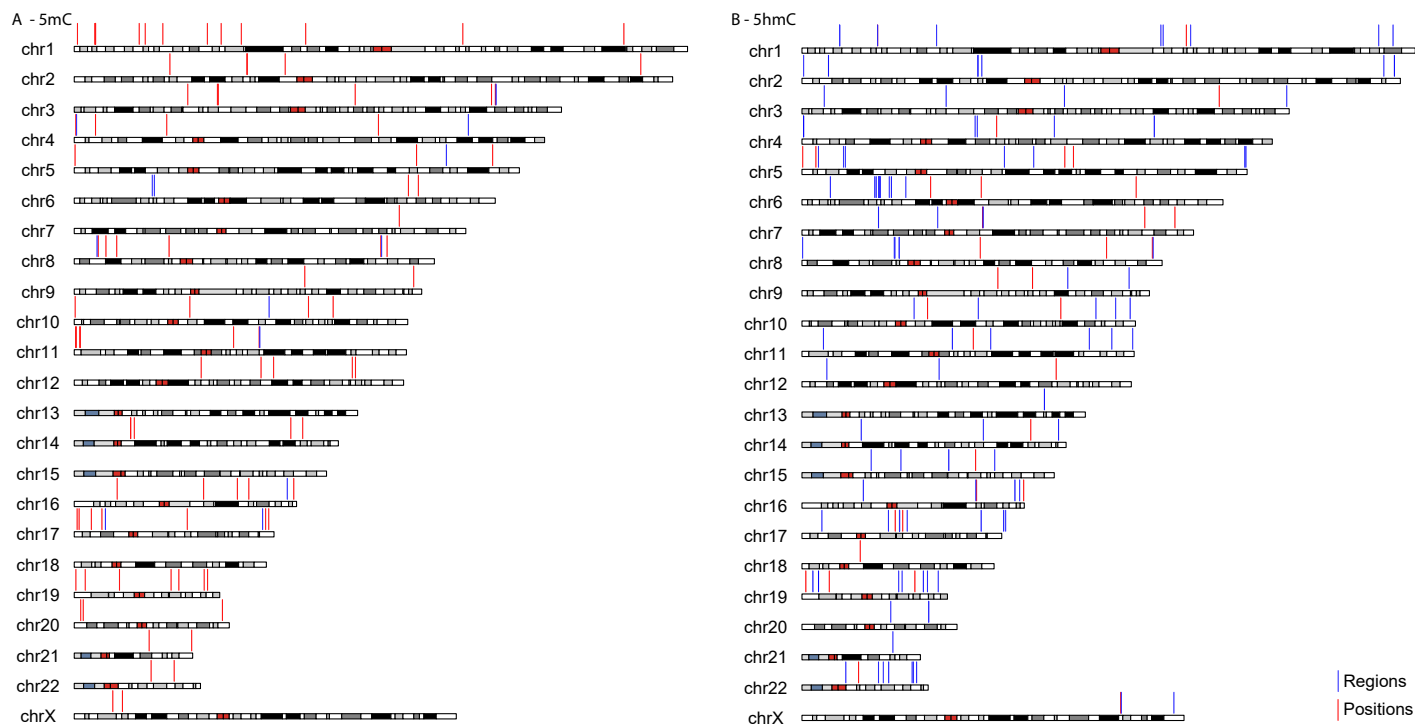 A - 5mC
chr1
chr2
chr3
chr4
chr5
chr6
chr7
chr8
chr9
chr10
chr11
chr12
chr13
chr14
chr15
chr16
chr17
chr18
chr19
chr20
chr21
chr22
chrX
B - 5hmC
chr1
chr2
chr3
chr4
chr5
chr6
chr7
chr8
chr9
chr10
chr11
chr12
chr13
chr14
chr15
chr16
chr17
chr18
chr19
chr20
chr21
chr22
chrX
Regions
Positions